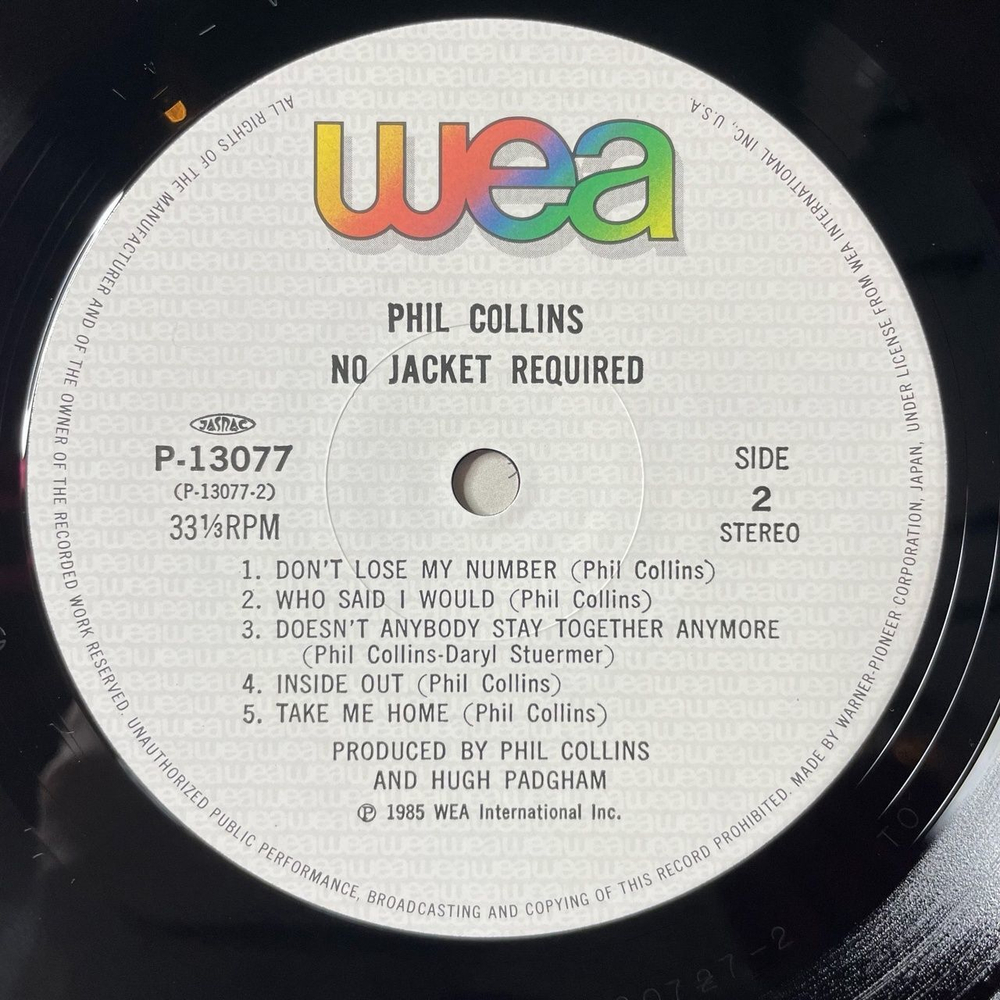 wea
PHIL COLLINS
NO JACKET REQUIRED
JASRAC
P-13077
(P-13077-2)
33⅓RPM
SIDE
2
STEREO
1. DON'T LOSE MY NUMBER (Phil Collins)
2. WHO SAID I WOULD (Phil Collins)
3. DOESN'T ANYBODY STAY TOGETHER ANYMORE
(Phil Collins-Daryl Stuermer)
4. INSIDE OUT (Phil Collins)
5. TAKE ME HOME (Phil Collins)
PRODUCED BY PHIL COLLINS
AND HUGH PADGHAM
Ⓟ 1985 WEA International Inc.
ALL RIGHTS OF THE MANUFACTURER AND OF THE OWNER OF THE RECORDED WORK RESERVED. UNAUTHORIZED PUBLIC PERFORMANCE, BROADCASTING AND COPYING OF THIS RECORD PROHIBITED. MADE BY WARNER-PIONEER CORPORATION, JAPAN, UNDER LICENSE FROM WEA INTERNATIONAL INC., U.S.A.